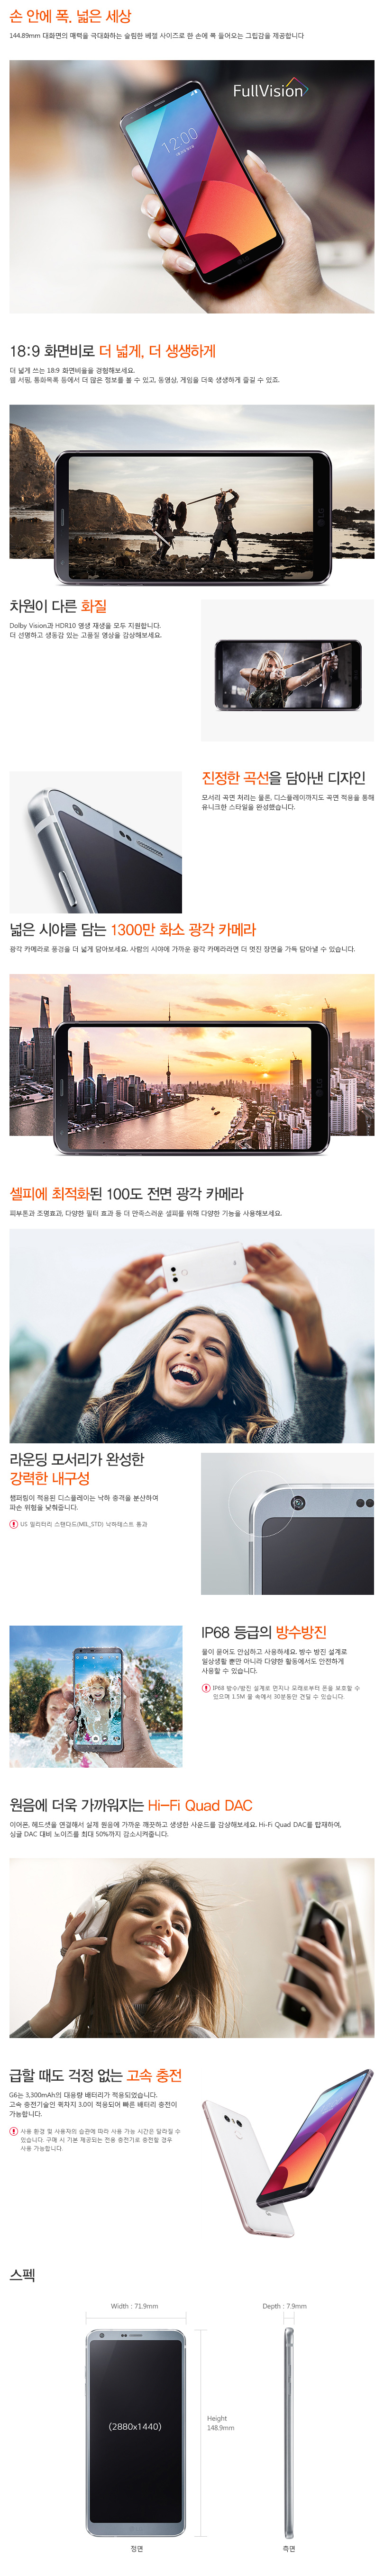 손 안에 폭, 넓은 세상
144.89mm 대화면의 매력을 극대화하는 슬림한 베젤 사이즈로 한 손에 쏙 들어오는 그립감을 제공합니다
FullVision
12:00
18:9 화면비로 더 넓게, 더 생생하게
더 넓게 쓰는 18:9 화면비율을 경험해보세요.
웹 서핑, 통화목록 등에서 더 많은 정보를 볼 수 있고, 동영상, 게임을 더욱 생생하게 즐길 수 있죠.
LG
차원이 다른 화질
Dolby Vision과 HDR10 영생 재생을 모두 지원합니다.
더 선명하고 생동감 있는 고품질 영상을 감상해보세요.
진정한 곡선을 담아낸 디자인
모서리 곡면 처리는 물론, 디스플레이까지도 곡면 적용을 통해
유니크한 스타일을 완성했습니다.
넓은 시야를 담는 1300만 화소 광각 카메라
광각 카메라로 풍경을 더 넓게 담아보세요. 사람의 시야에 가까운 광각 카메라라면 더 멋진 장면을 가득 담아낼 수 있습니다.
LG
셀피에 최적화된 100도 전면 광각 카메라
피부톤과 조명효과, 다양한 필터 효과 등 더 만족스러운 셀피를 위해 다양한 기능을 사용해보세요.
라운딩 모서리가 완성한
강력한 내구성
챔퍼링이 적용된 디스플레이는 낙하 충격을 분산하여
파손 위험을 낮춰줍니다.
US 밀리터리 스탠다드(MIL_STD) 낙하테스트 통과
IP68 등급의 방수방진
물이 묻어도 안심하고 사용하세요. 방수 방진 설계로
일상생활 뿐만 아니라 다양한 활동에서도 안전하게
사용할 수 있습니다.
IP68 방수/방진 설계로 먼지나 모래로부터 폰을 보호할 수
있으며 1.5M 물 속에서 30분동안 견딜 수 있습니다.
원음에 더욱 가까워지는 Hi-Fi Quad DAC
이어폰, 헤드셋을 연결해서 실제 원음에 가까운 깨끗하고 생생한 사운드를 감상해보세요. Hi-Fi Quad DAC를 탑재하여,
싱글 DAC 대비 노이즈를 최대 50%까지 감소시켜줍니다.
급할 때도 걱정 없는 고속 충전
G6는 3,300mAh의 대용량 배터리가 적용되었습니다.
고속 충전기술인 퀵차지 3.0이 적용되어 빠른 배터리 충전이
가능합니다.
사용 환경 및 사용자의 습관에 따라 사용 가능 시간은 달라질 수
있습니다. 구매 시 기본 제공되는 전용 충전기로 충전할 경우
사용 가능합니다.
스펙
Width : 71.9mm
Depth : 7.9mm
(2880x1440)
Height
148.9mm
정면
측면